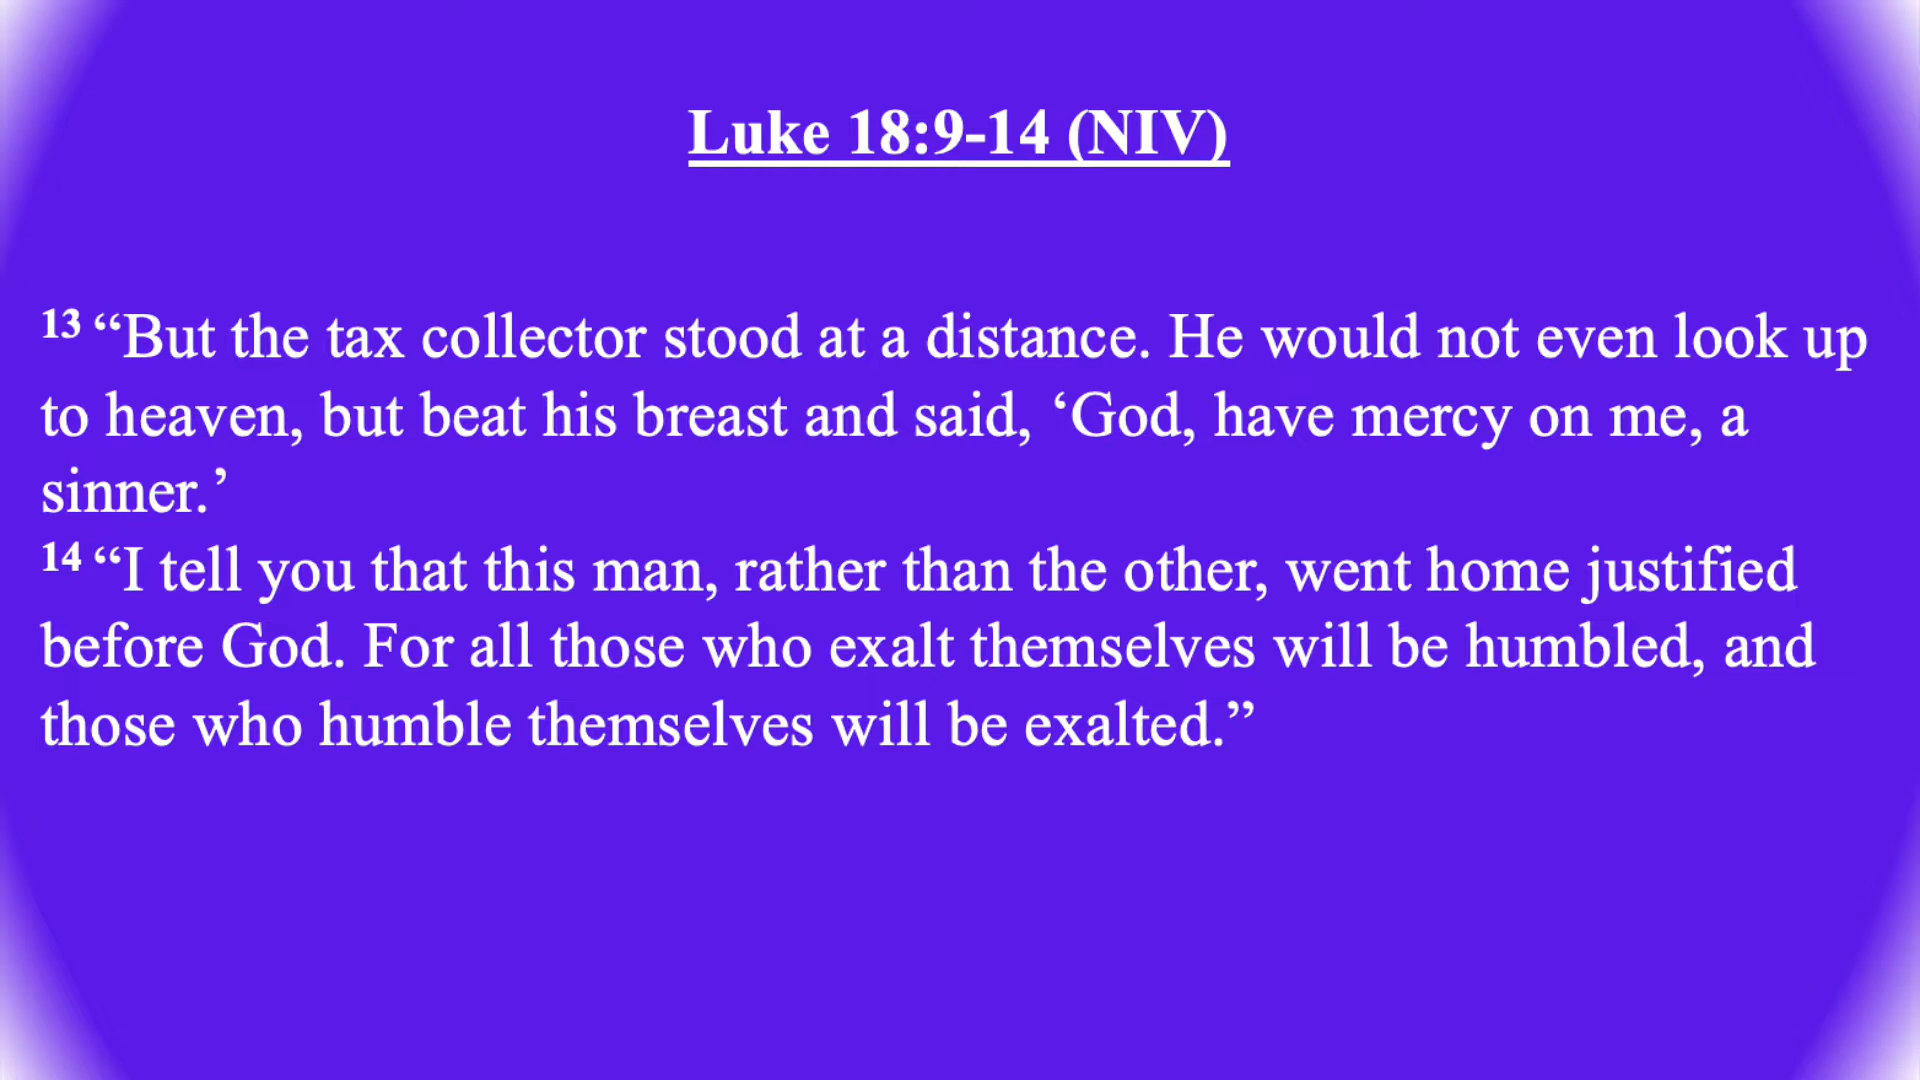 Luke 18:9-14 (NIV)
13 “But the tax collector stood at a distance. He would not even look up
to heaven, but beat his breast and said, ‘God, have mercy on me, a
sinner.’
14 “I tell you that this man, rather than the other, went home justified
before God. For all those who exalt themselves will be humbled, and
those who humble themselves will be exalted.”